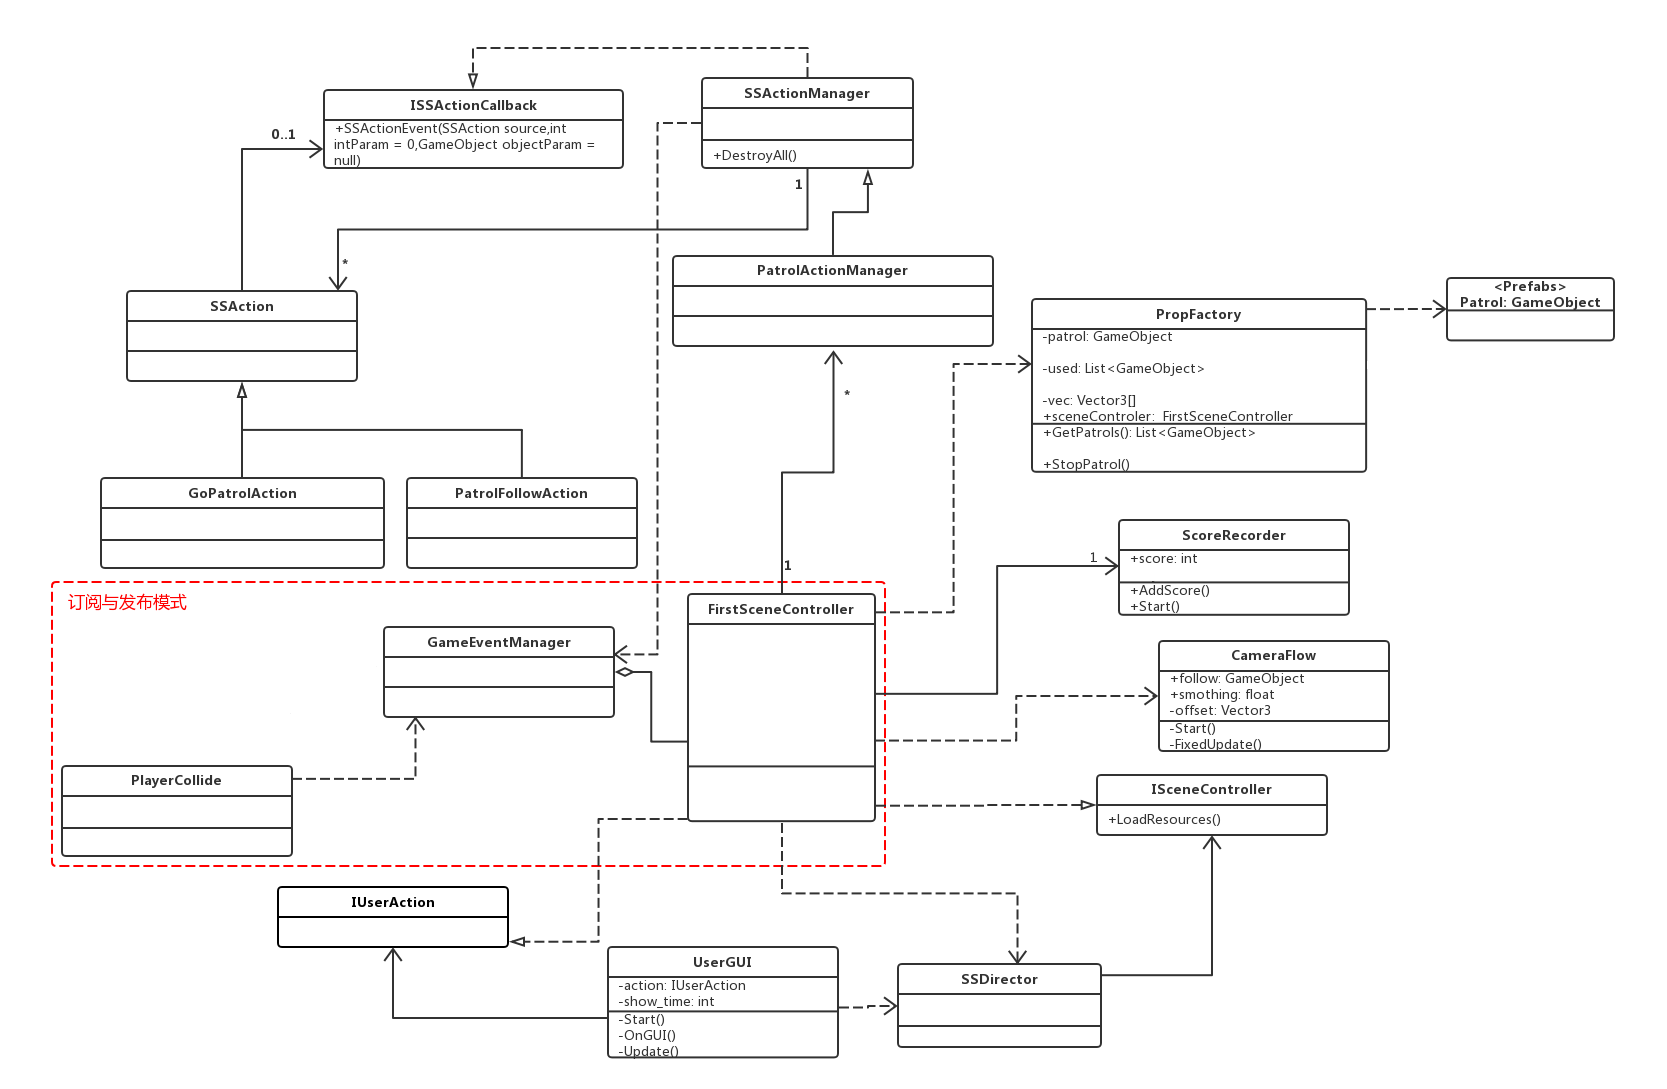 ISSActionCallback
+SSActionEvent(SSAction source,int
intParam = 0,GameObject objectParam =
null)
SSActionManager
+DestroyAll()
0..1
1
*
SSAction
PatrolActionManager
*
1
PropFactory
-patrol: GameObject
-used: List<GameObject>
-vec: Vector3[]
+sceneControler: FirstSceneController
+GetPatrols(): List<GameObject>
+StopPatrol()
<Prefabs>
Patrol: GameObject
GoPatrolAction
PatrolFollowAction
ScoreRecorder
+score: int
+AddScore()
+Start()
1
订阅与发布模式
FirstSceneController
GameEventManager
CameraFlow
+follow: GameObject
+smothing: float
-offset: Vector3
-Start()
-FixedUpdate()
PlayerCollide
ISceneController
+LoadResources()
IUserAction
UserGUI
-action: IUserAction
-show_time: int
-Start()
-OnGUI()
-Update()
SSDirector